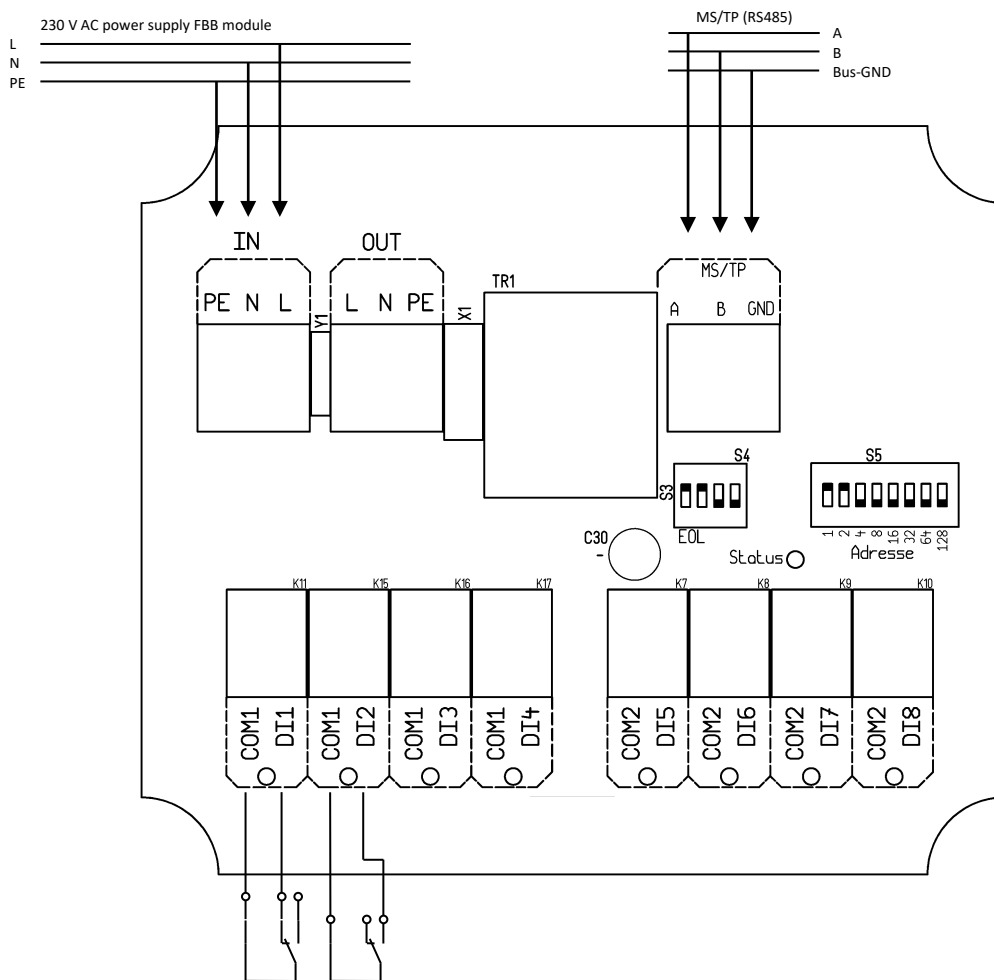 230 V AC power supply FBB module
L
N
PE
MS/TP (RS485)
A
B
Bus-GND
IN
OUT
PE N L
L N PE
Y1
X1
TR1
MS/TP
A B GND
S3
S4
EOL
S5
1 2 4 8 16 32 64 128
Adresse
C30
-
Status
K11
K15
K16
K17
K7
K8
K9
K10
COM1 DI1
COM1 DI2
COM1 DI3
COM1 DI4
COM2 DI5
COM2 DI6
COM2 DI7
COM2 DI8